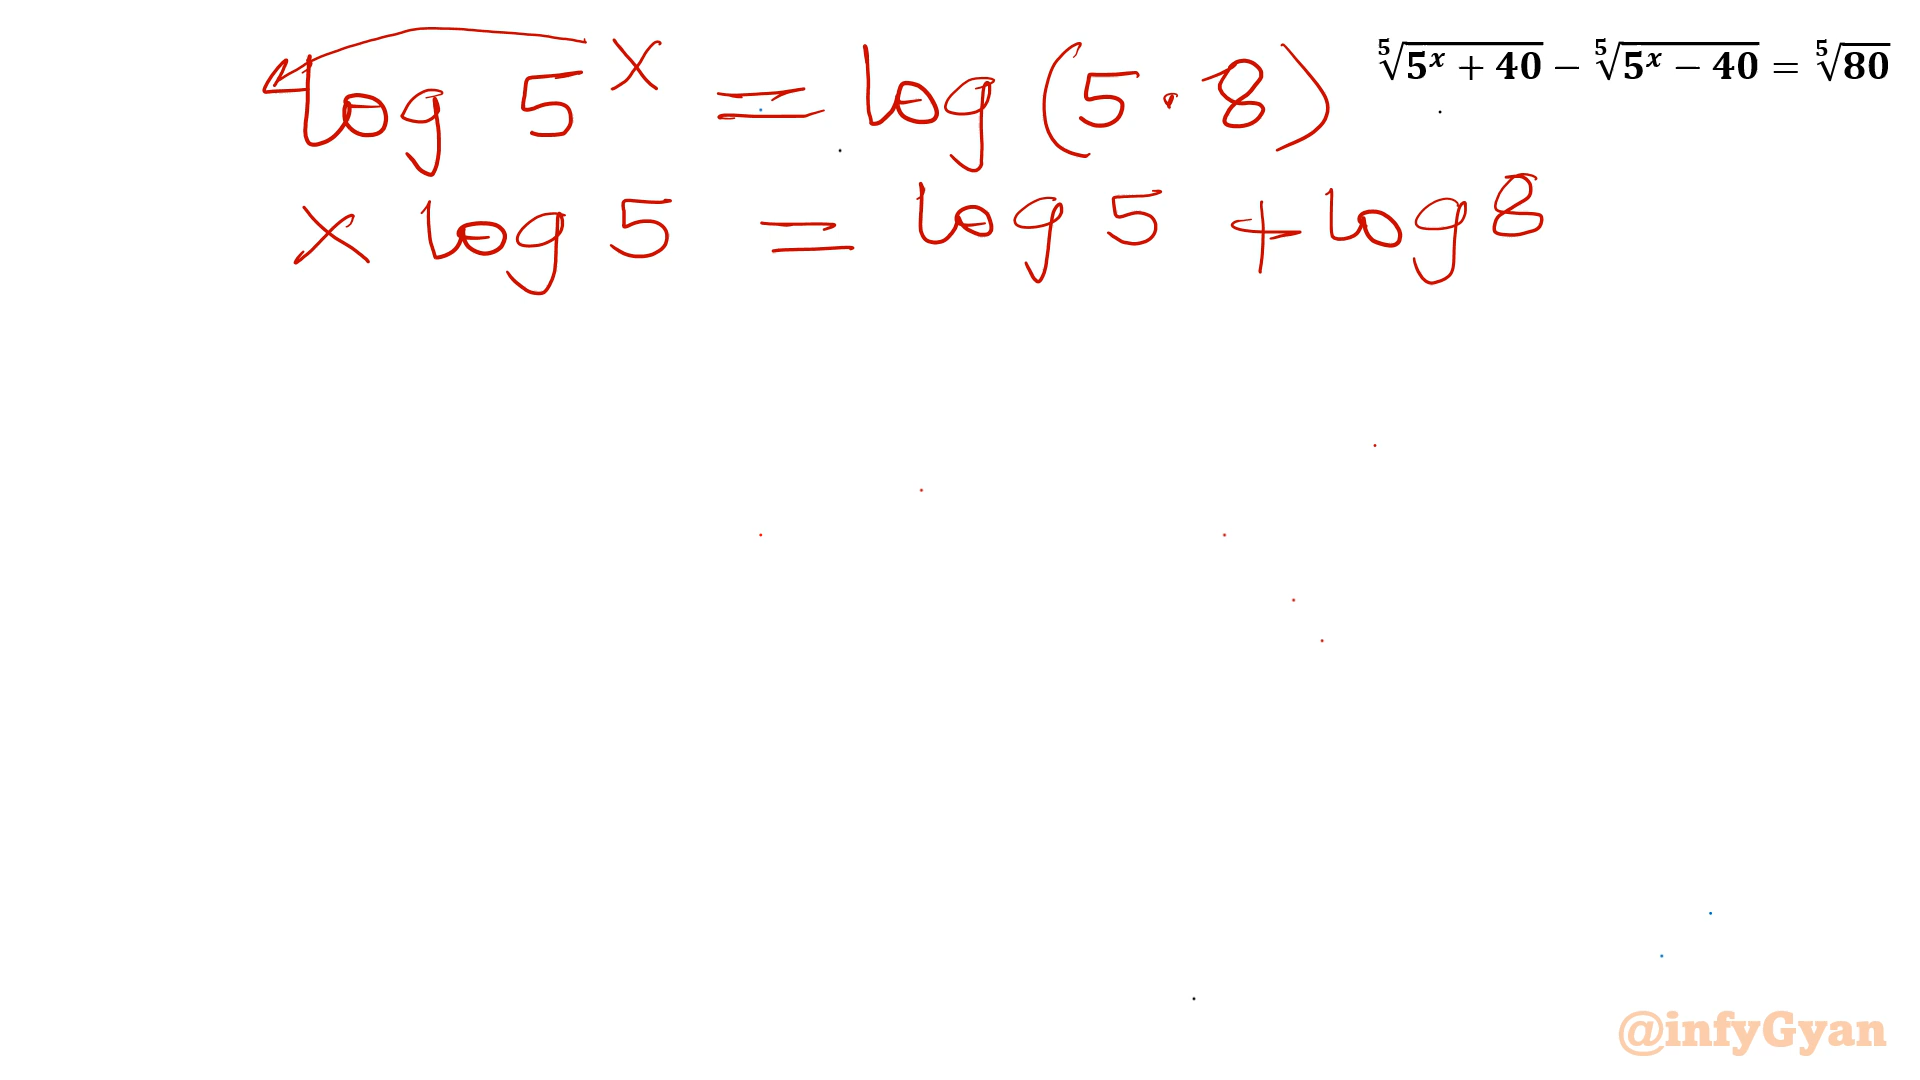 log 5ˣ = log (5 · 8)
⁵√(5ˣ + 40) − ⁵√(5ˣ − 40) = ⁵√80
x log 5 = log 5 + log 8
@infyGyan